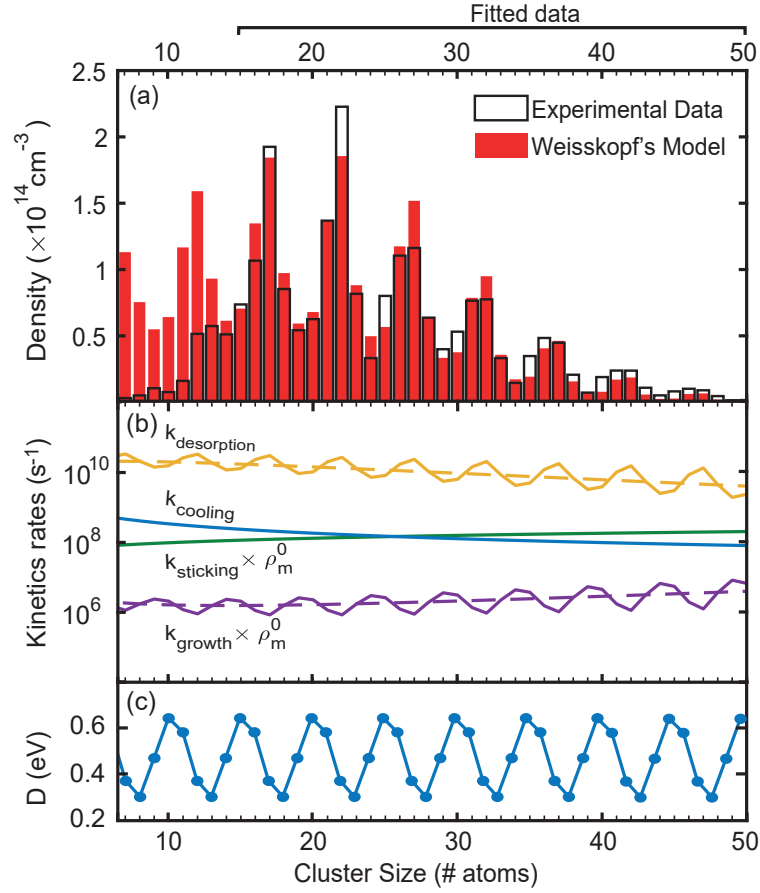 Fitted data
10 20 30 40 50
2.5
2
1.5
1
0.5
Density (×10^14 cm^-3)
(a)
Experimental Data
Weisskopf's Model
(b)
k_desorption
k_cooling
k_sticking × ρ_m^0
k_growth × ρ_m^0
10^10
10^8
10^6
Kinetics rates (s^-1)
(c)
0.6
0.4
0.2
D (eV)
10 20 30 40 50
Cluster Size (# atoms)